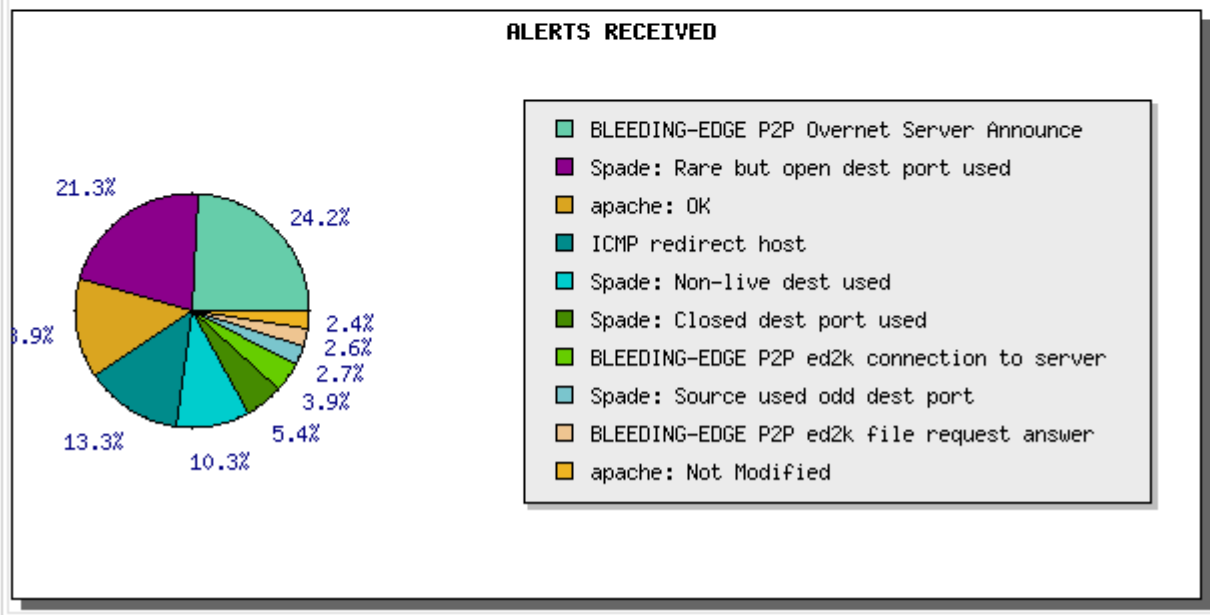 ALERTS RECEIVED
21.3%
24.2%
2.4%
2.6%
2.7%
3.9%
5.4%
10.3%
13.3%
BLEEDING-EDGE P2P Overnet Server Announce
Spade: Rare but open dest port used
apache: OK
ICMP redirect host
Spade: Non-live dest used
Spade: Closed dest port used
BLEEDING-EDGE P2P ed2k connection to server
Spade: Source used odd dest port
BLEEDING-EDGE P2P ed2k file request answer
apache: Not Modified